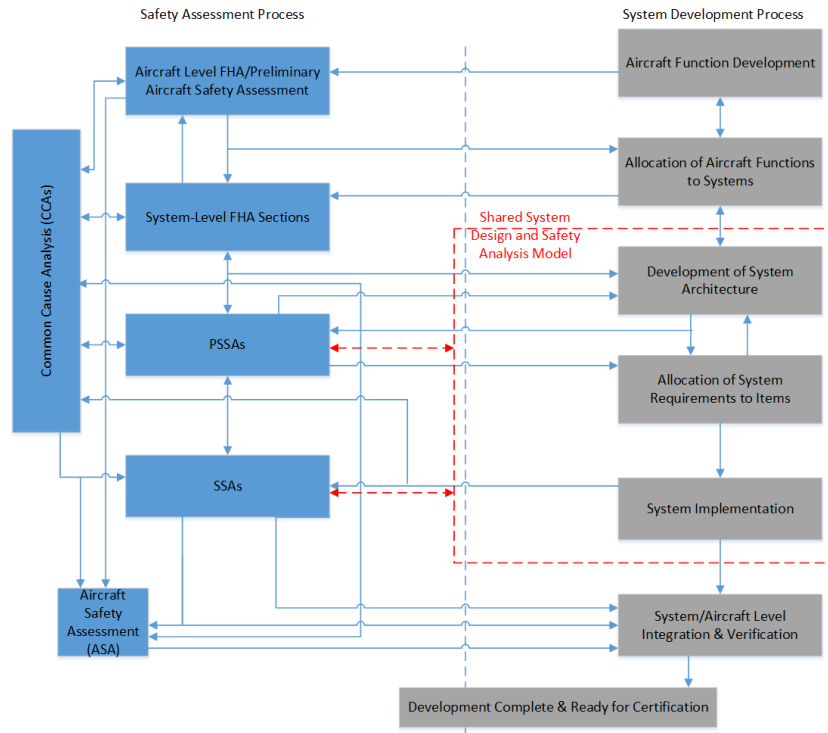 Safety Assessment Process
System Development Process
Aircraft Level FHA/Preliminary
Aircraft Safety Assessment
Aircraft Function Development
Common Cause Analysis (CCAs)
Allocation of Aircraft Functions
to Systems
System-Level FHA Sections
Shared System
Design and Safety
Analysis Model
Development of System
Architecture
PSSAs
Allocation of System
Requirements to Items
SSAs
System Implementation
Aircraft
Safety
Assessment
(ASA)
System/Aircraft Level
Integration & Verification
Development Complete & Ready for Certification